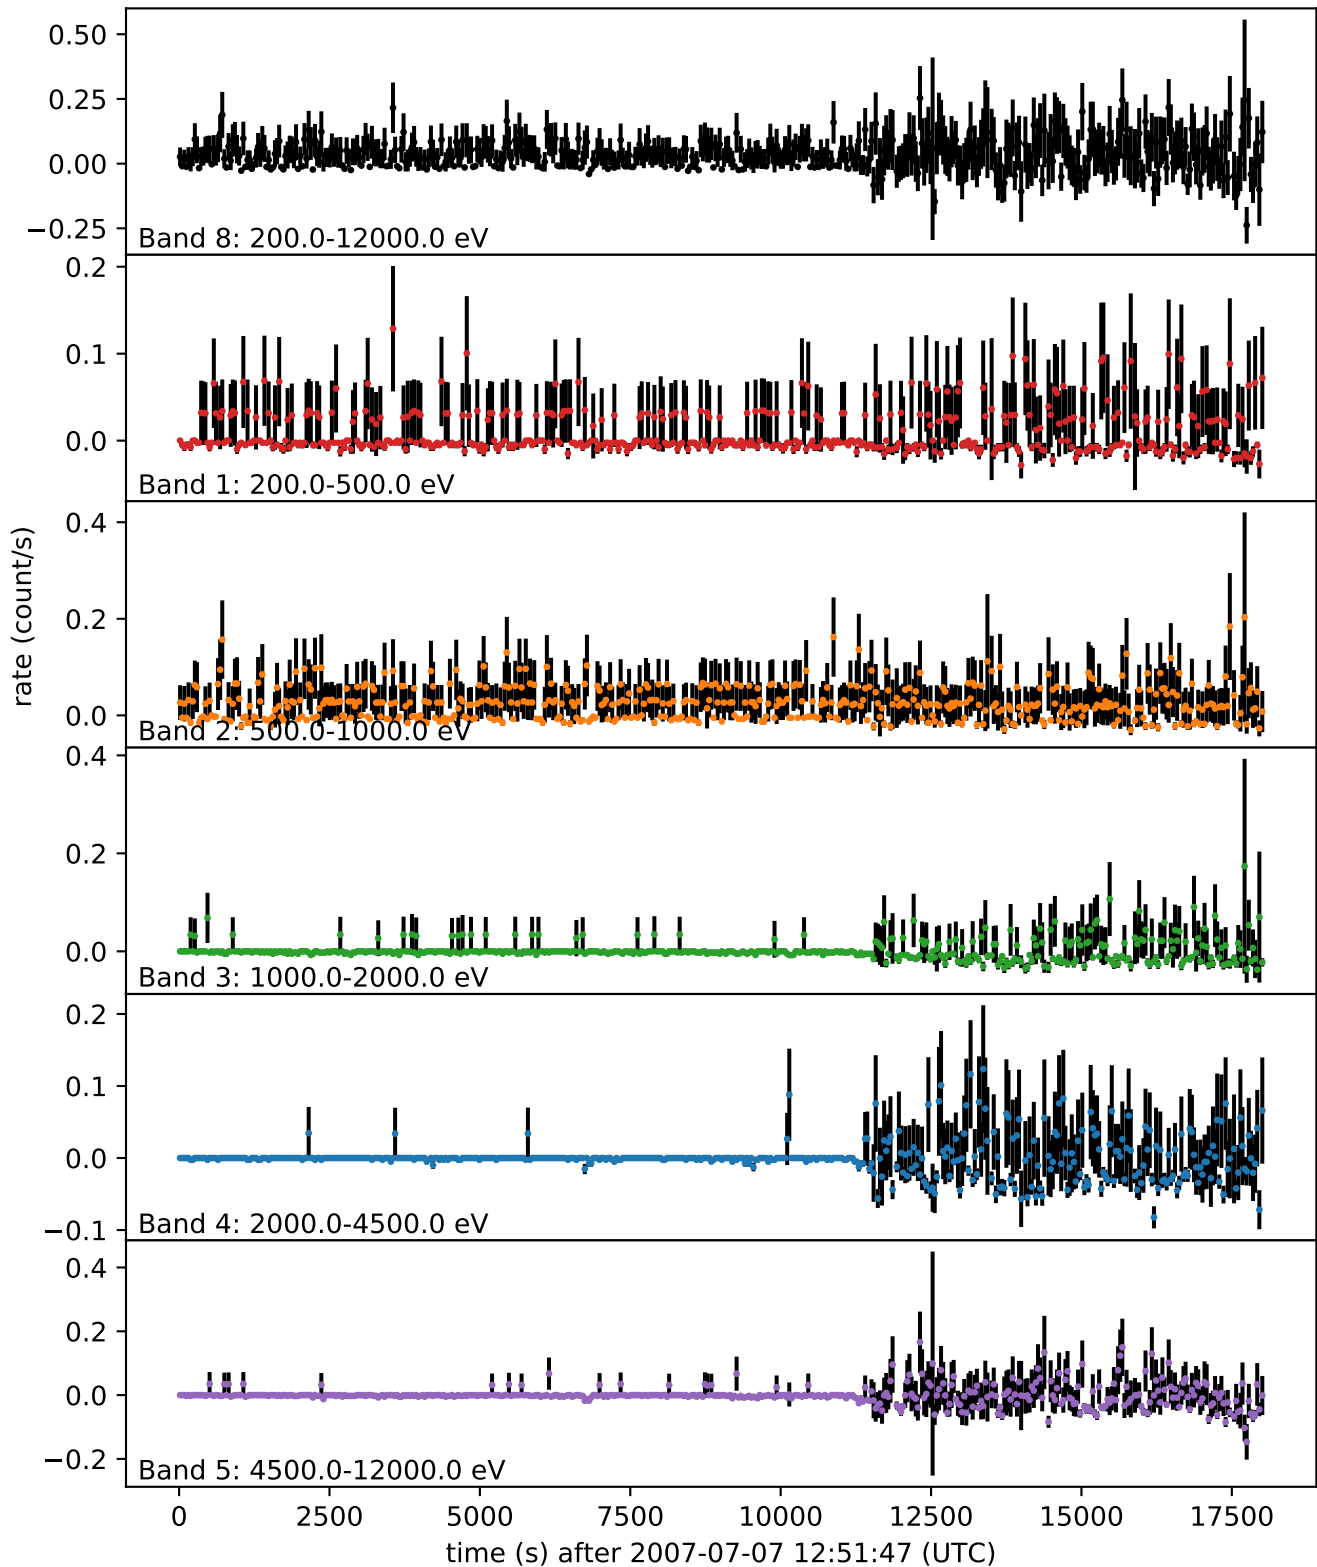 0.50
0.25
0.00
−0.25
Band 8: 200.0-12000.0 eV
0.2
0.1
0.0
Band 1: 200.0-500.0 eV
rate (count/s)
0.4
0.2
0.0
Band 2: 500.0-1000.0 eV
0.4
0.2
0.0
Band 3: 1000.0-2000.0 eV
0.2
0.1
0.0
−0.1
Band 4: 2000.0-4500.0 eV
0.4
0.2
0.0
−0.2
Band 5: 4500.0-12000.0 eV
0 2500 5000 7500 10000 12500 15000 17500
time (s) after 2007-07-07 12:51:47 (UTC)